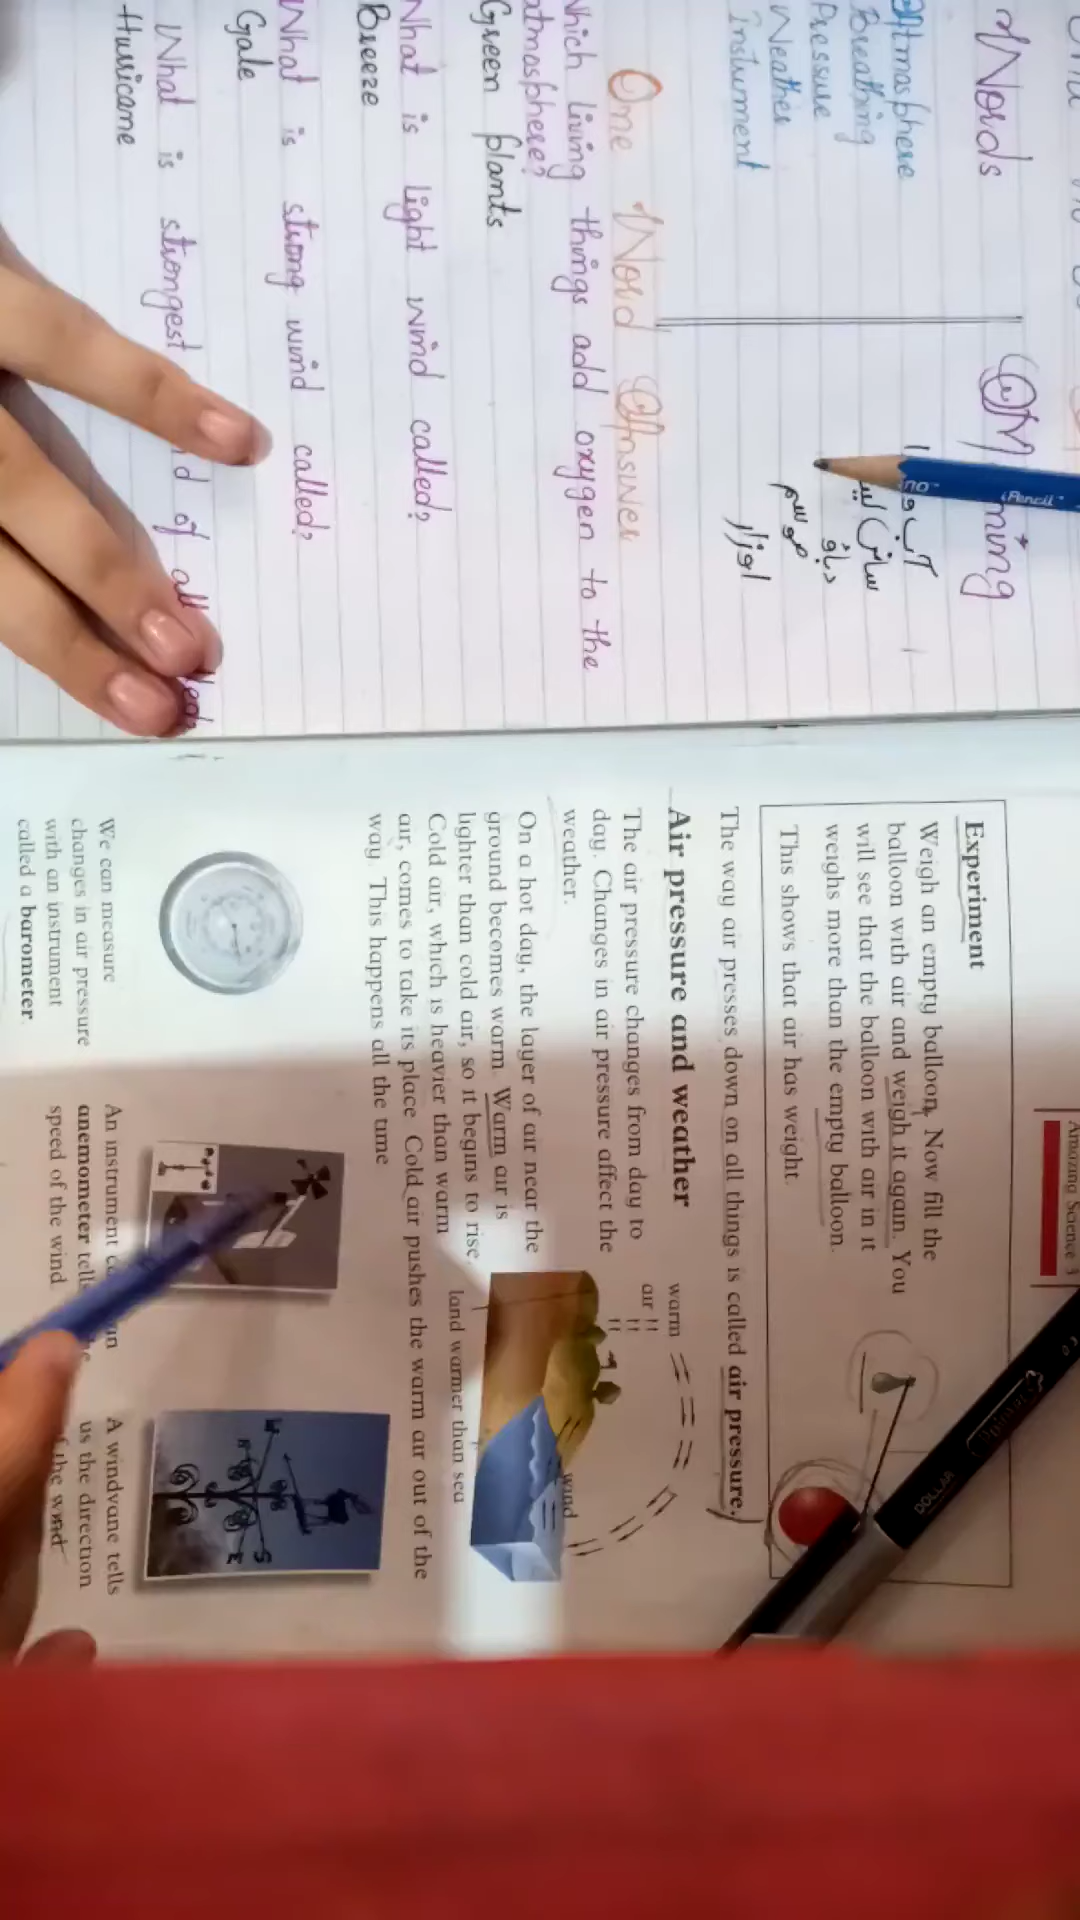 Words
Meaning
Atmosphere
Breathing
Pressure
Weather
Instrument
سانس لینا
دباؤ
موسم
اوزار
One Word Answer
Which living things add oxygen to the
atmosphere?
Green plants
What is light wind called?
Breeze
What is strong wind called?
Gale
What is strongest
of all
Hurricane
Pencil
Amazing Science 3
Experiment
Weigh an empty balloon. Now fill the
balloon with air and weigh it again. You
will see that the balloon with air in it
weighs more than the empty balloon.
This shows that air has weight.
DOLLAR
The way air presses down on all things is called air pressure.
Air pressure and weather
The air pressure changes from day to
day. Changes in air pressure affect the
weather.
On a hot day, the layer of air near the
ground becomes warm. Warm air is
lighter than cold air, so it begins to rise.
Cold air, which is heavier than warm
air, comes to take its place. Cold air pushes the warm air out of the
way. This happens all the time
warm
air
wind
land warmer than sea
We can measure
changes in air pressure
with an instrument
called a barometer.
An instrument
anemometer tells
speed of the wind.
S
E
A windvane tells
us the direction
of the wind